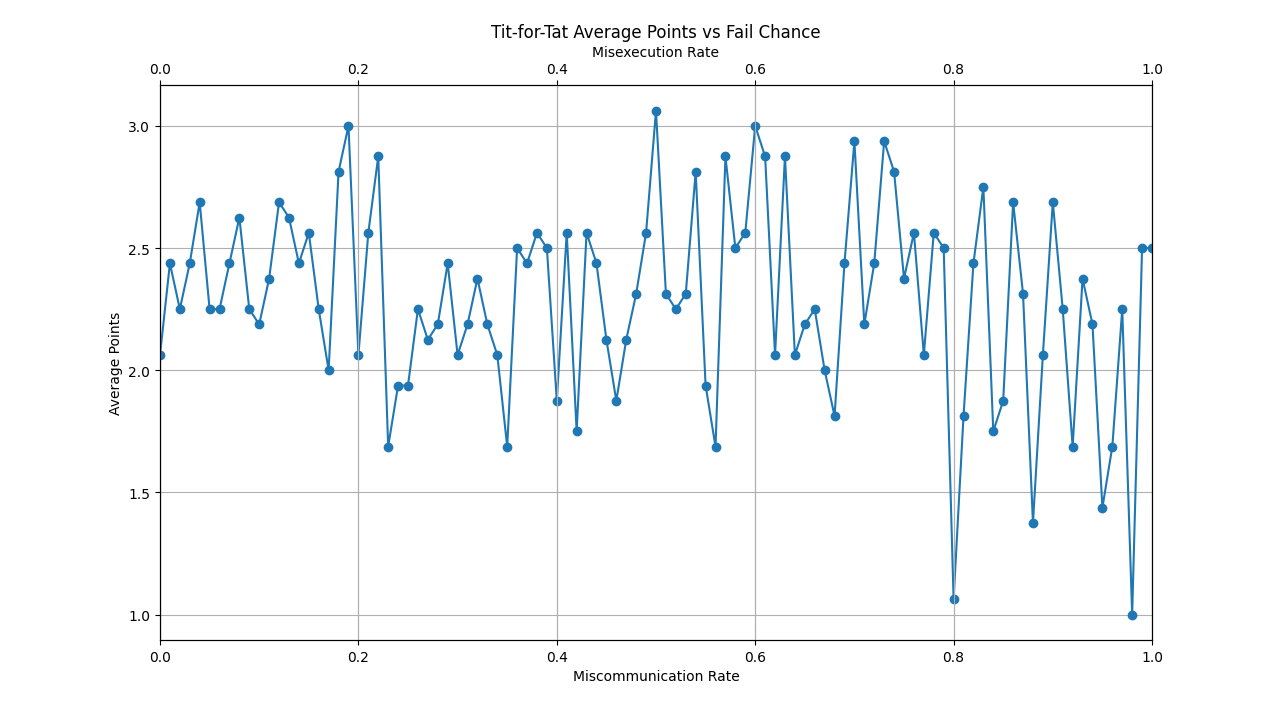 Tit-for-Tat Average Points vs Fail Chance
Misexecution Rate
0.0 0.2 0.4 0.6 0.8 1.0
3.0
2.5
2.0
1.5
1.0
Average Points
0.0 0.2 0.4 0.6 0.8 1.0
Miscommunication Rate